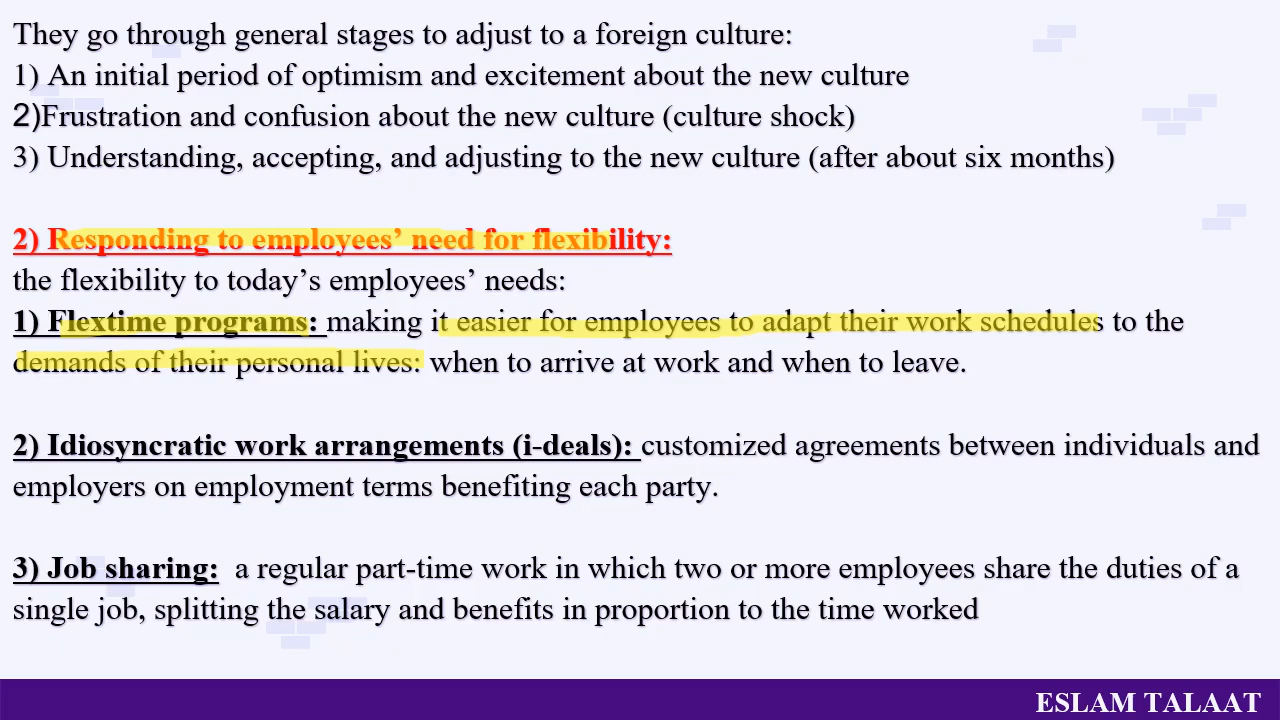 They go through general stages to adjust to a foreign culture:
1) An initial period of optimism and excitement about the new culture
2)Frustration and confusion about the new culture (culture shock)
3) Understanding, accepting, and adjusting to the new culture (after about six months)
2) Responding to employees’ need for flexibility:
the flexibility to today’s employees’ needs:
1) Flextime programs: making it easier for employees to adapt their work schedules to the
demands of their personal lives: when to arrive at work and when to leave.
2) Idiosyncratic work arrangements (i-deals): customized agreements between individuals and
employers on employment terms benefiting each party.
3) Job sharing: a regular part-time work in which two or more employees share the duties of a
single job, splitting the salary and benefits in proportion to the time worked
ESLAM TALAAT